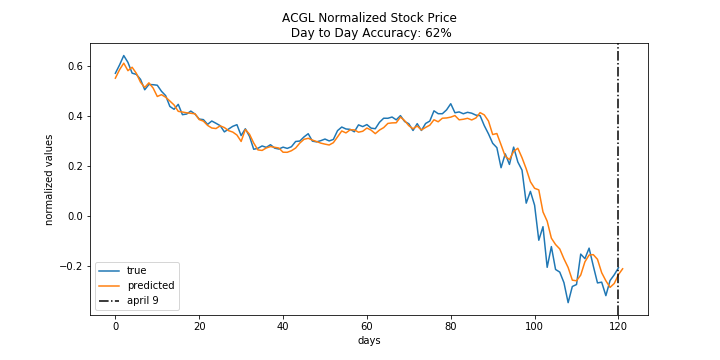 ACGL Normalized Stock Price
Day to Day Accuracy: 62%
normalized values
0.6
0.4
0.2
0.0
−0.2
true
predicted
april 9
0
20
40
60
80
100
120
days